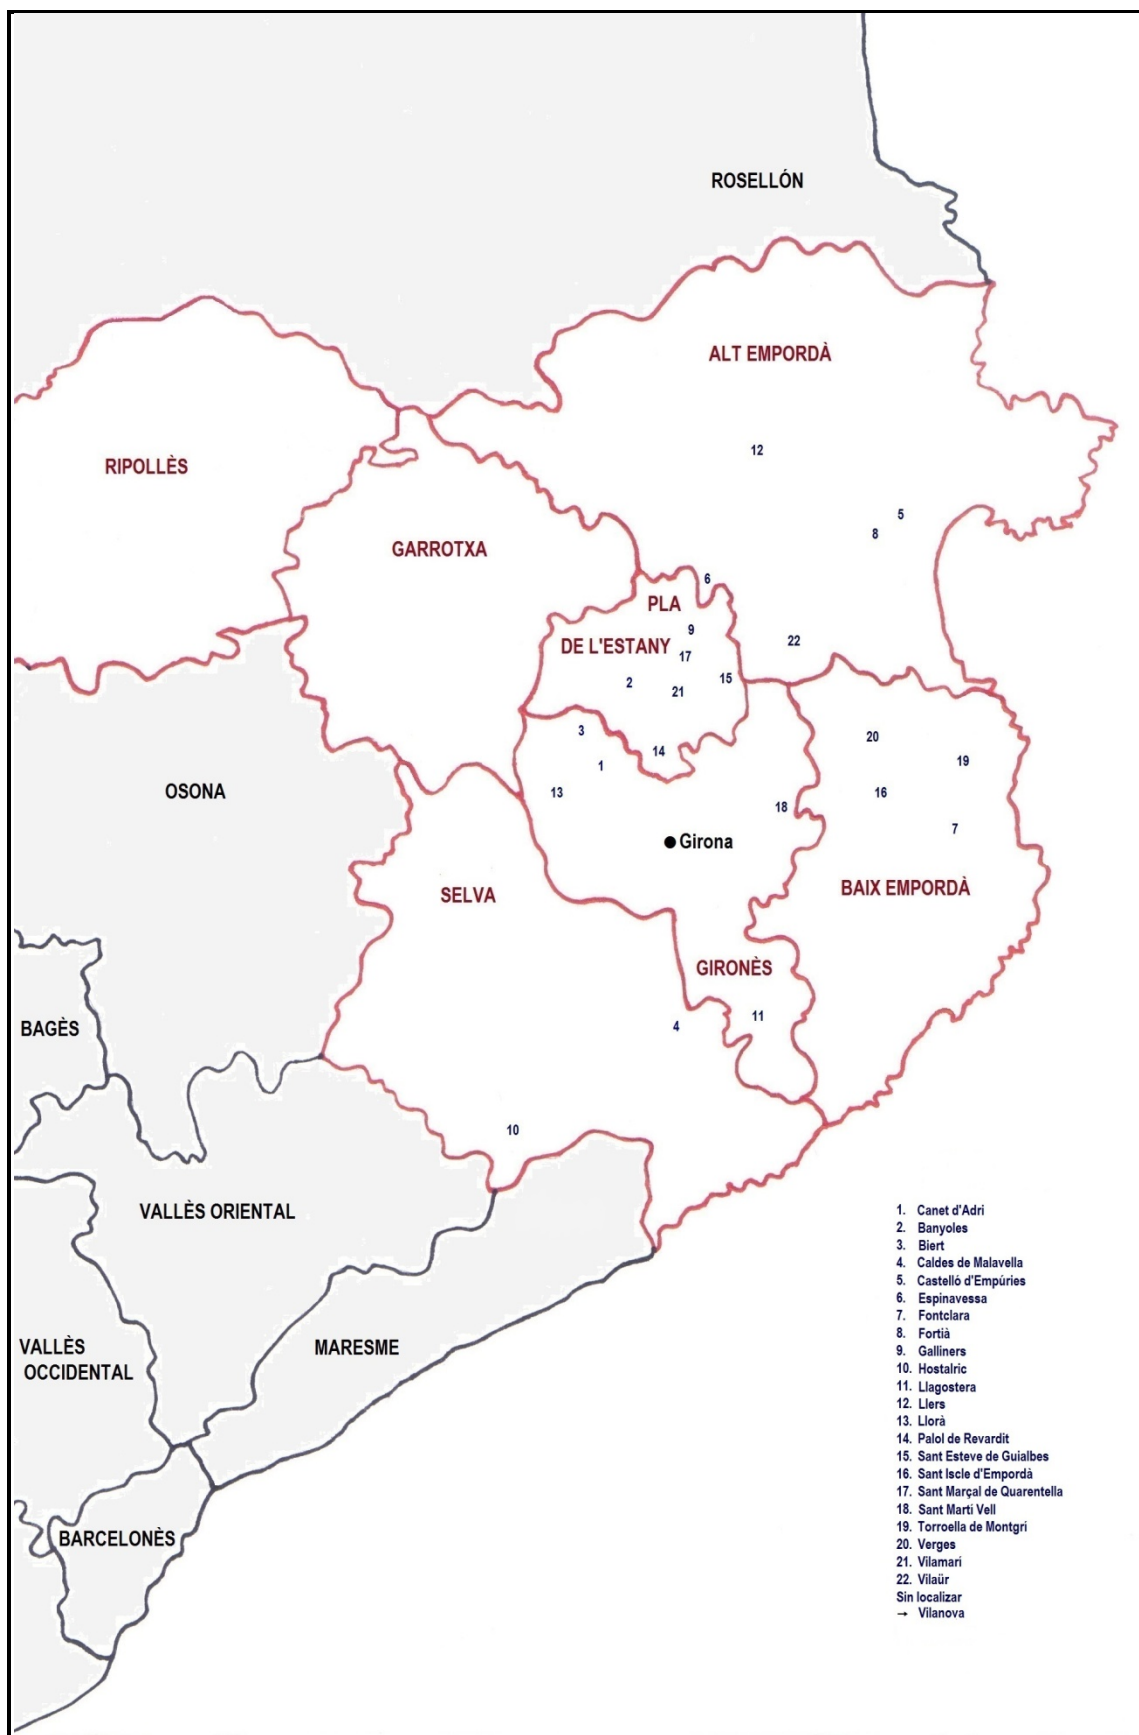 ROSELLÓN
ALT EMPORDÀ
12
RIPOLLÈS
5
8
GARROTXA
6
PLA
9
22
DE L'ESTANY
17
15
2
21
3
20
14
19
1
OSONA
13
16
18
7
Girona
SELVA
BAIX EMPORDÀ
GIRONÈS
11
4
BAGÈS
10
VALLÈS ORIENTAL
MARESME
VALLÈS
OCCIDENTAL
BARCELONÈS
1. Canet d'Adri
2. Banyoles
3. Biert
4. Caldes de Malavella
5. Castelló d'Empúries
6. Espinavessa
7. Fontclara
8. Fortià
9. Galliners
10. Hostalric
11. Llagostera
12. Llers
13. Llorà
14. Palol de Revardit
15. Sant Esteve de Guialbes
16. Sant Iscle d'Empordà
17. Sant Marçal de Quarentella
18. Sant Martí Vell
19. Torroella de Montgrí
20. Verges
21. Vilamarí
22. Vilaür
Sin localizar
→ Vilanova